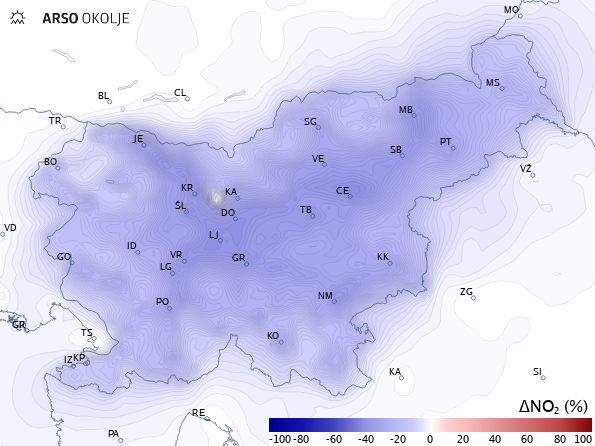 ARSO OKOLJE
MO
BL
CL
MS
TR
SG
MB
JE
SB
PT
BO
VE
VŽ
KR
KA
CE
ŠL
DO
TB
VD
LJ
ID
VR
GO
LG
GR
KK
PO
NM
ZG
GR
TS
KO
IZ
KP
KA
SI
RE
PA
ΔNO₂ (%)
-100 -80 -60 -40 -20 0 20 40 60 80 100